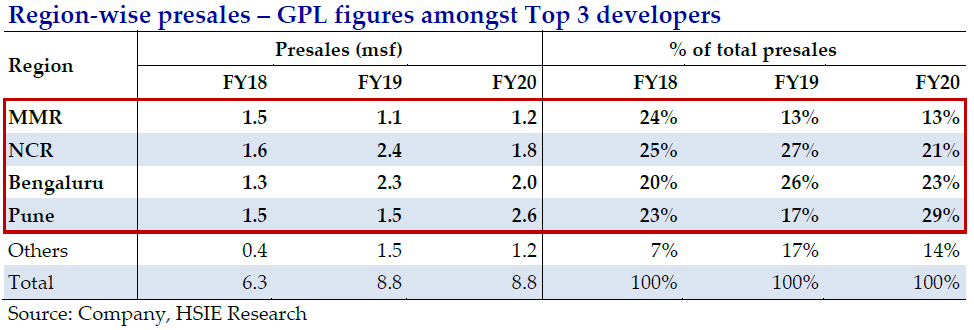 Region-wise presales – GPL figures amongst Top 3 developers
Region Presales (msf) % of total presales
FY18 FY19 FY20 FY18 FY19 FY20
MMR 1.5 1.1 1.2 24% 13% 13%
NCR 1.6 2.4 1.8 25% 27% 21%
Bengaluru 1.3 2.3 2.0 20% 26% 23%
Pune 1.5 1.5 2.6 23% 17% 29%
Others 0.4 1.5 1.2 7% 17% 14%
Total 6.3 8.8 8.8 100% 100% 100%
Source: Company, HSIE Research